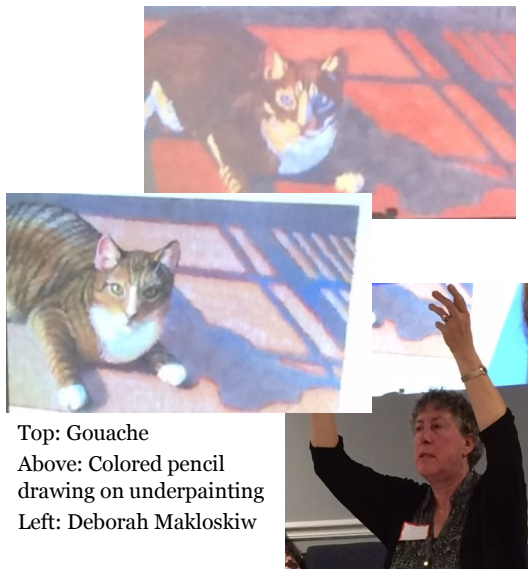 Top: Gouache
Above: Colored pencil
drawing on underpainting
Left: Deborah Makloskiw